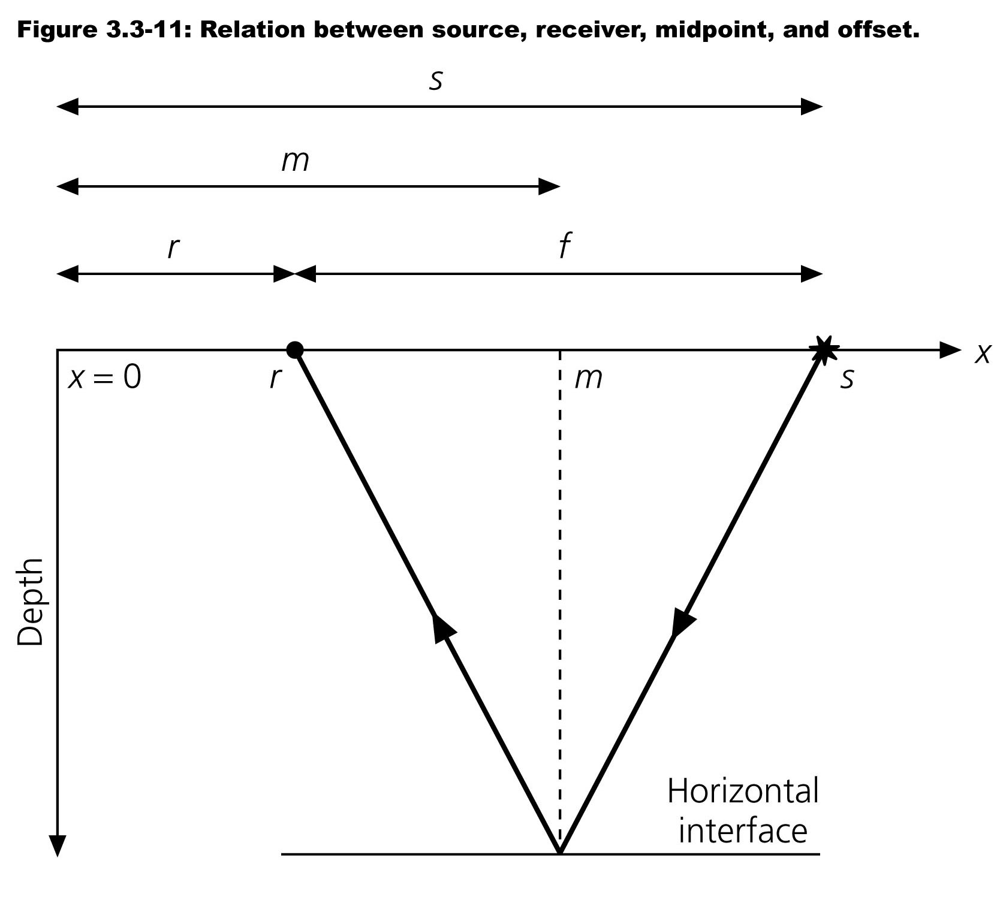 Figure 3.3-11: Relation between source, receiver, midpoint, and offset.
s
m
r
f
x
x = 0
r
m
s
Depth
Horizontal
interface